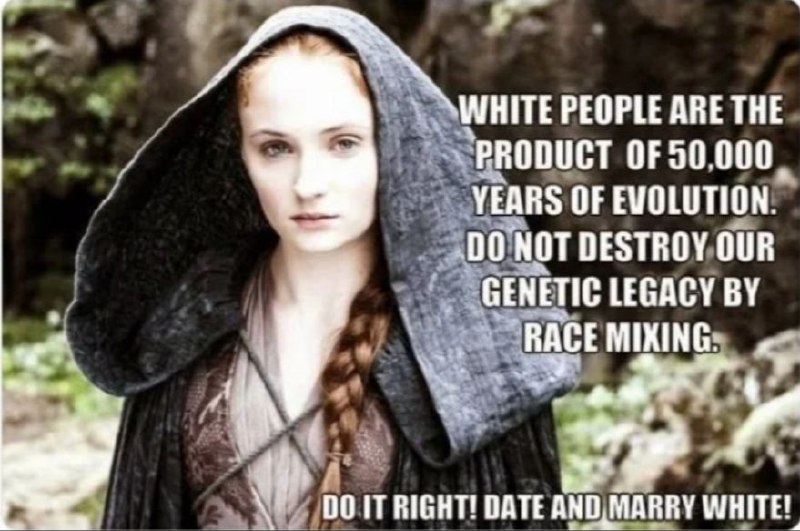 WHITE PEOPLE ARE THE
PRODUCT OF 50,000
YEARS OF EVOLUTION.
DO NOT DESTROY OUR
GENETIC LEGACY BY
RACE MIXING.
DO IT RIGHT! DATE AND MARRY WHITE!